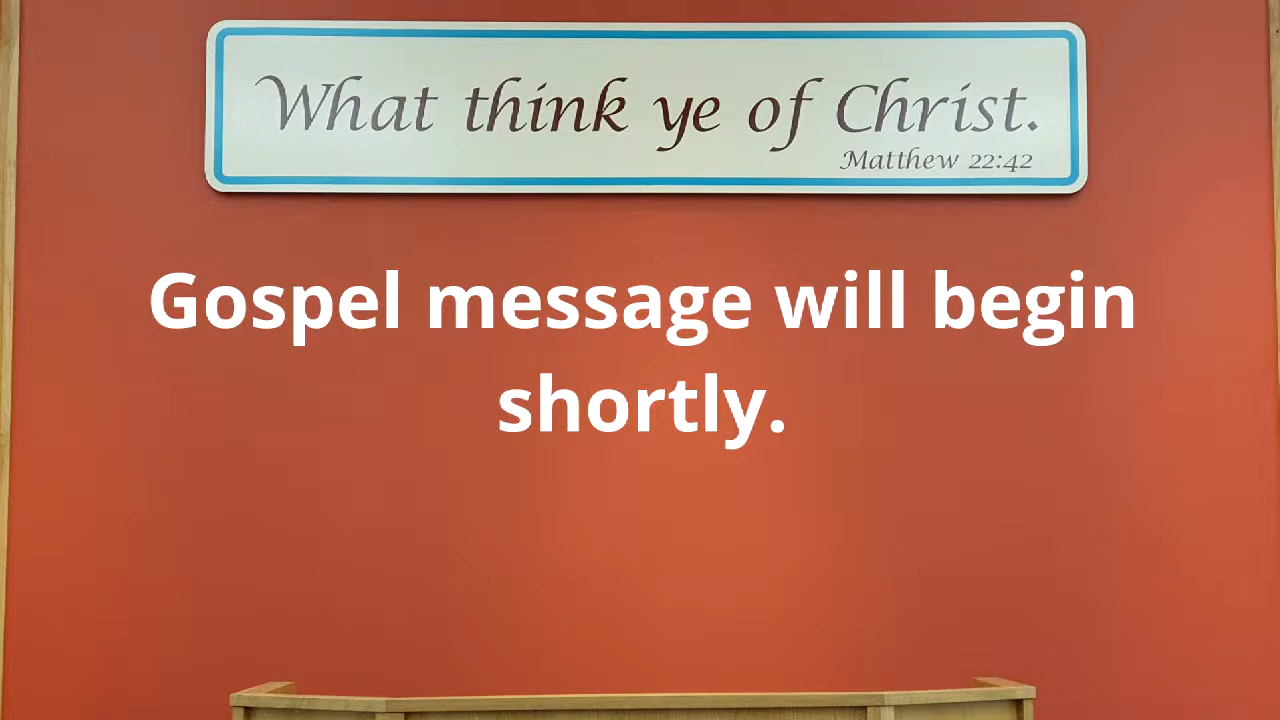 What think ye of Christ.
Matthew 22:42
Gospel message will begin
shortly.